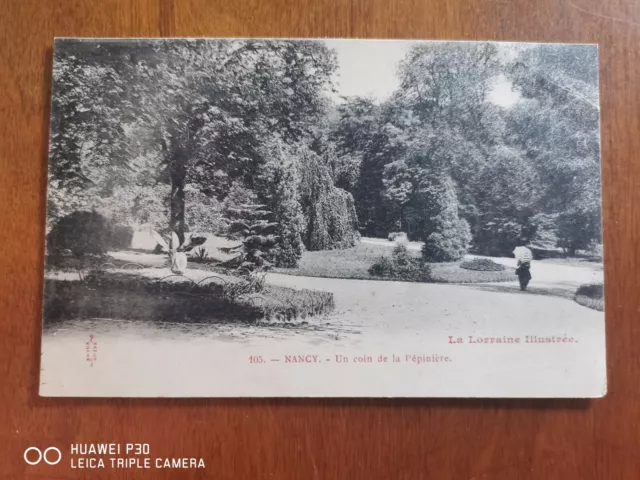 La Lorraine Illustrée.
105. — NANCY. - Un coin de la Pépinière.
HUAWEI P30
LEICA TRIPLE CAMERA